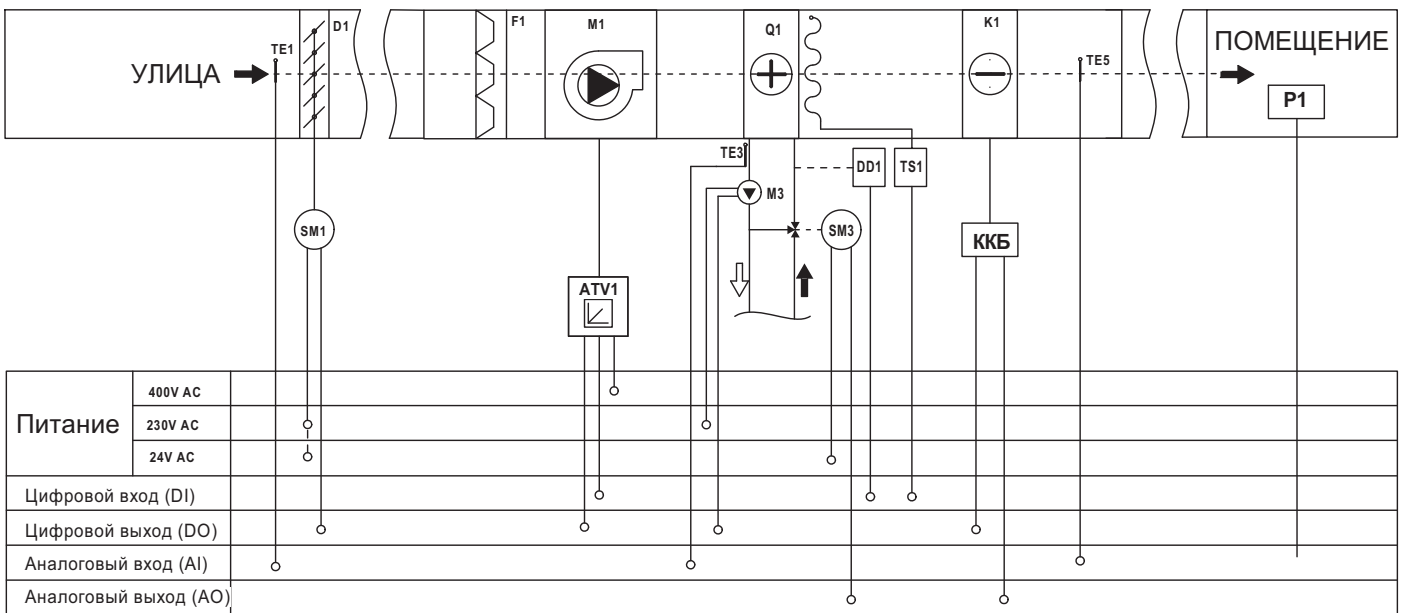 TE1
D1
F1
M1
Q1
K1
TE5
УЛИЦА
ПОМЕЩЕНИЕ
P1
TE3
DD1
TS1
M3
SM1
SM3
ККБ
ATV1
Питание
400V AC
230V AC
24V AC
Цифровой вход (DI)
Цифровой выход (DO)
Аналоговый вход (AI)
Аналоговый выход (AO)